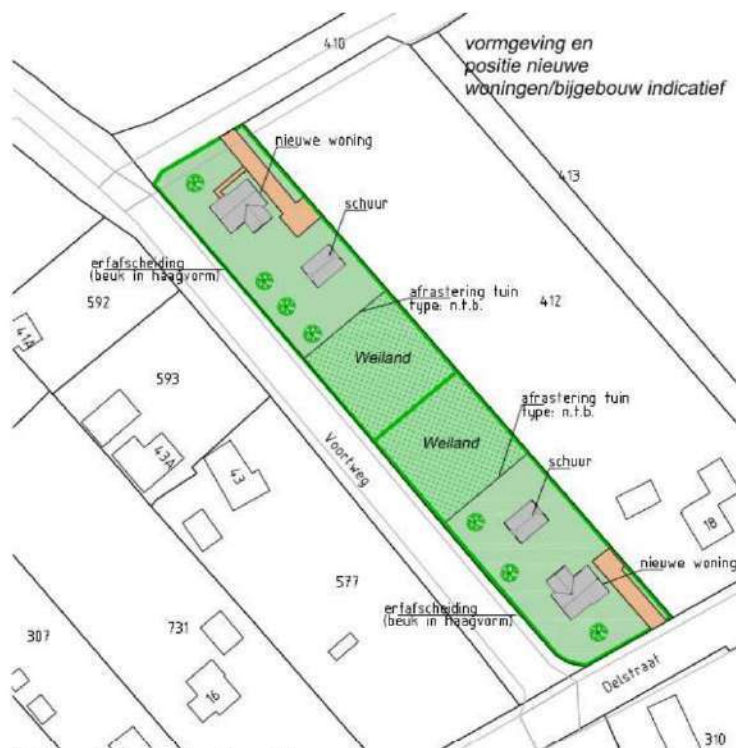 410
vormgeving en
positie nieuwe
woningen/bijgebouw indicatief
nieuwe woning
413
schuur
erfafscheiding
(beuk in haagvorm)
afrastering tuin
type: n.t.b.
592
412
41A
Weiland
593
afrastering tuin
type: n.t.b.
Weiland
43A
43
Voortweg
schuur
18
nieuwe woning
577
erfafscheiding
(beuk in haagvorm)
307
731
16
Delstraat
310